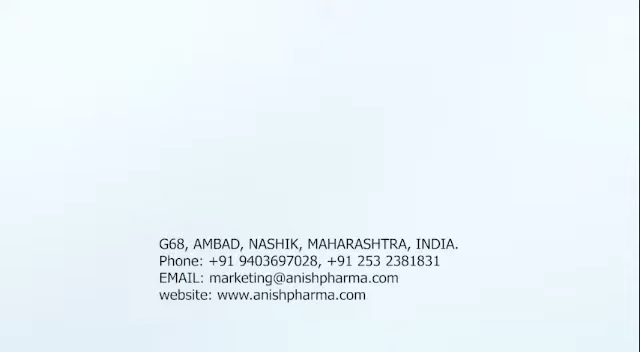 G68, AMBAD, NASHIK, MAHARASHTRA, INDIA.
Phone: +91 9403697028, +91 253 2381831
EMAIL: marketing@anishpharma.com
website: www.anishpharma.com